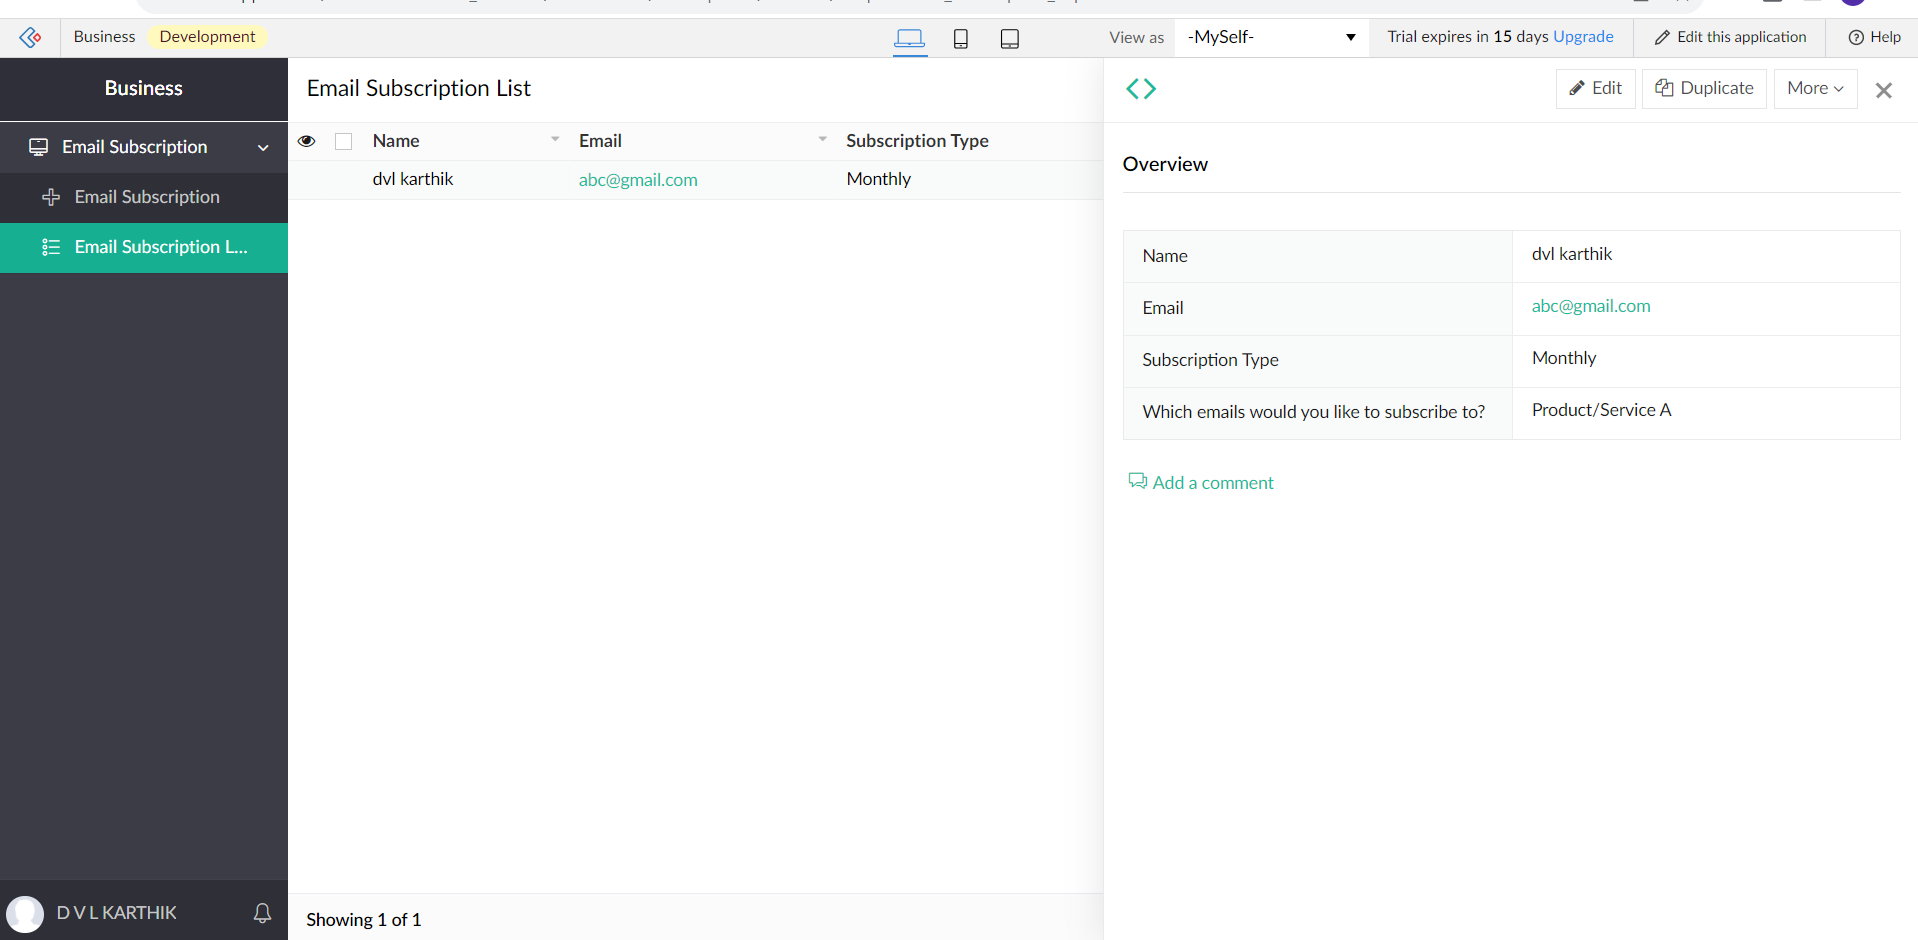 Business Development
View as -MySelf- Trial expires in 15 days Upgrade Edit this application Help
Business
Email Subscription
Email Subscription
Email Subscription L...
D V L KARTHIK
Email Subscription List
Name Email Subscription Type
dvl karthik abc@gmail.com Monthly
Showing 1 of 1
Edit Duplicate More
Overview
Name dvl karthik
Email abc@gmail.com
Subscription Type Monthly
Which emails would you like to subscribe to? Product/Service A
Add a comment